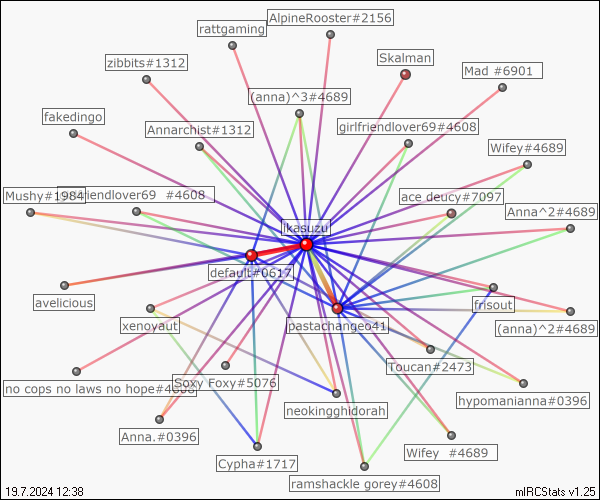 AlpineRooster#2156
rattgaming
Skalman
zibbits#1312
Mad #6901
(anna)^3#4689
fakedingo
Annarchist#1312
girlfriendlover69#4608
Wifey#4689
Mushy#1984
friendlover69 #4608
ace deucy#7097
Anna^2#4689
ikasuzu
default#0617
avelicious
frisout
xenoyaut
pastachangeo41
(anna)^2#4689
Toucan#2473
no cops no laws no hope#4608
Soxy Foxy#5076
hypomanianna#0396
neokingghidorah
Anna.#0396
Wifey #4689
Cypha#1717
ramshackle gorey#4608
19.7.2024 12:38
mIRCStats v1.25